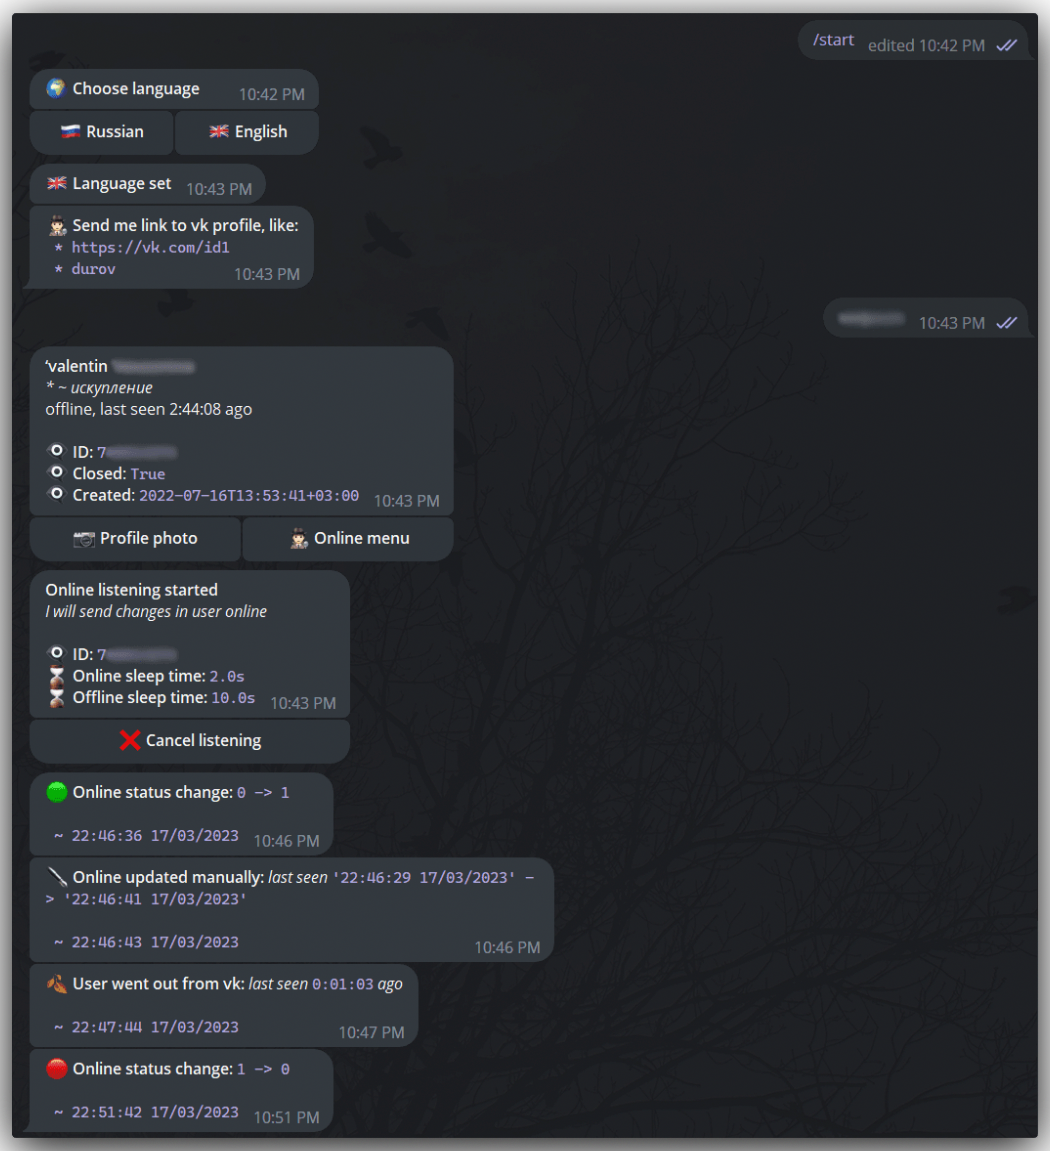 /start edited 10:42 PM
Choose language 10:42 PM
Russian English
Language set 10:43 PM
Send me link to vk profile, like:
* https://vk.com/id1
* durov 10:43 PM
10:43 PM
‘valentin
* ~ искупление
offline, last seen 2:44:08 ago
ID: 7
Closed: True
Created: 2022-07-16T13:53:41+03:00 10:43 PM
Profile photo Online menu
Online listening started
I will send changes in user online
ID: 7
Online sleep time: 2.0s
Offline sleep time: 10.0s 10:43 PM
Cancel listening
Online status change: 0 -> 1
~ 22:46:36 17/03/2023 10:46 PM
Online updated manually: last seen '22:46:29 17/03/2023' -
> '22:46:41 17/03/2023'
~ 22:46:43 17/03/2023 10:46 PM
User went out from vk: last seen 0:01:03 ago
~ 22:47:44 17/03/2023 10:47 PM
Online status change: 1 -> 0
~ 22:51:42 17/03/2023 10:51 PM